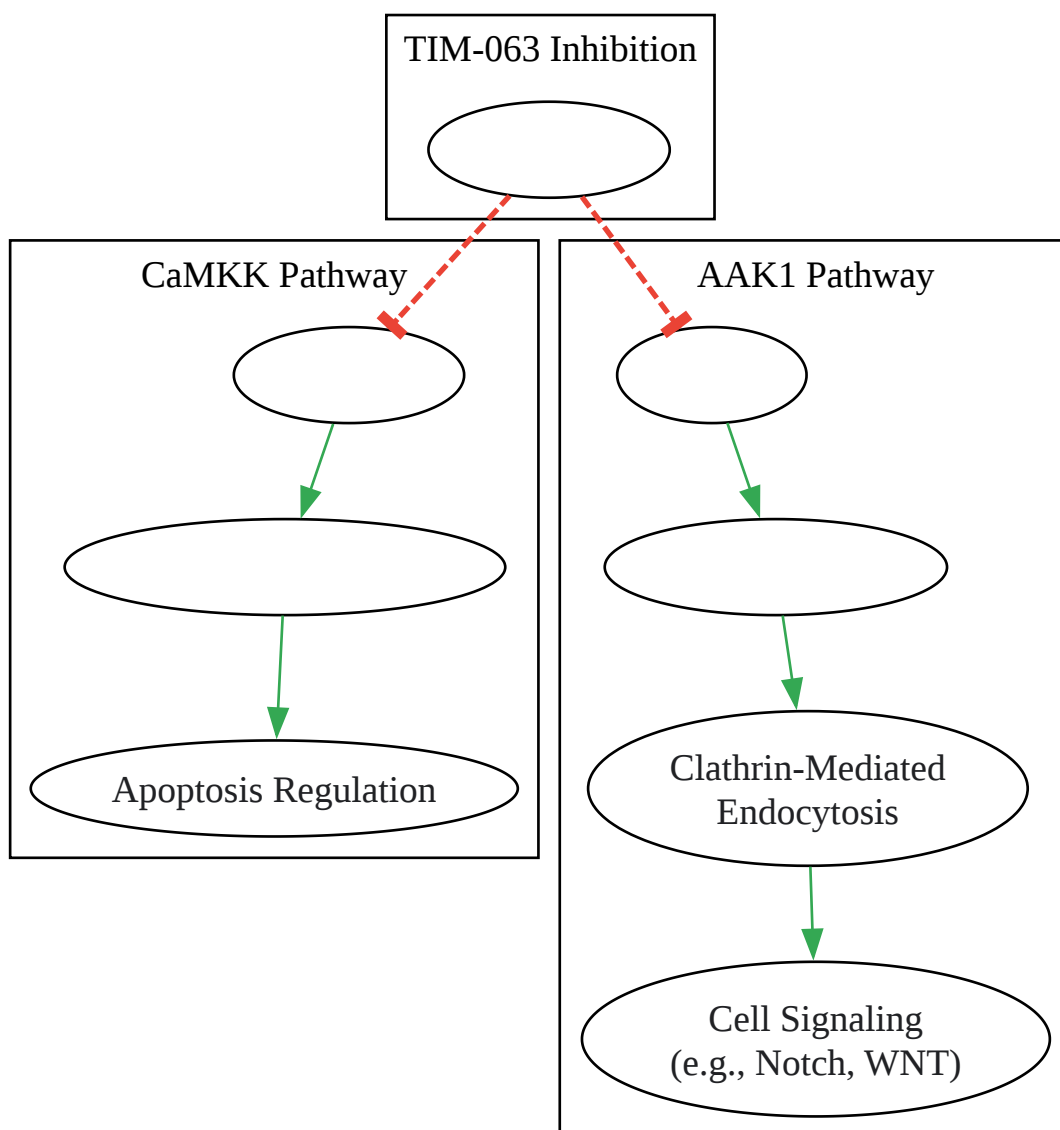 TIM-063 Inhibition
CaMKK Pathway
Apoptosis Regulation
AAK1 Pathway
Clathrin-Mediated
Endocytosis
Cell Signaling
(e.g., Notch, WNT)